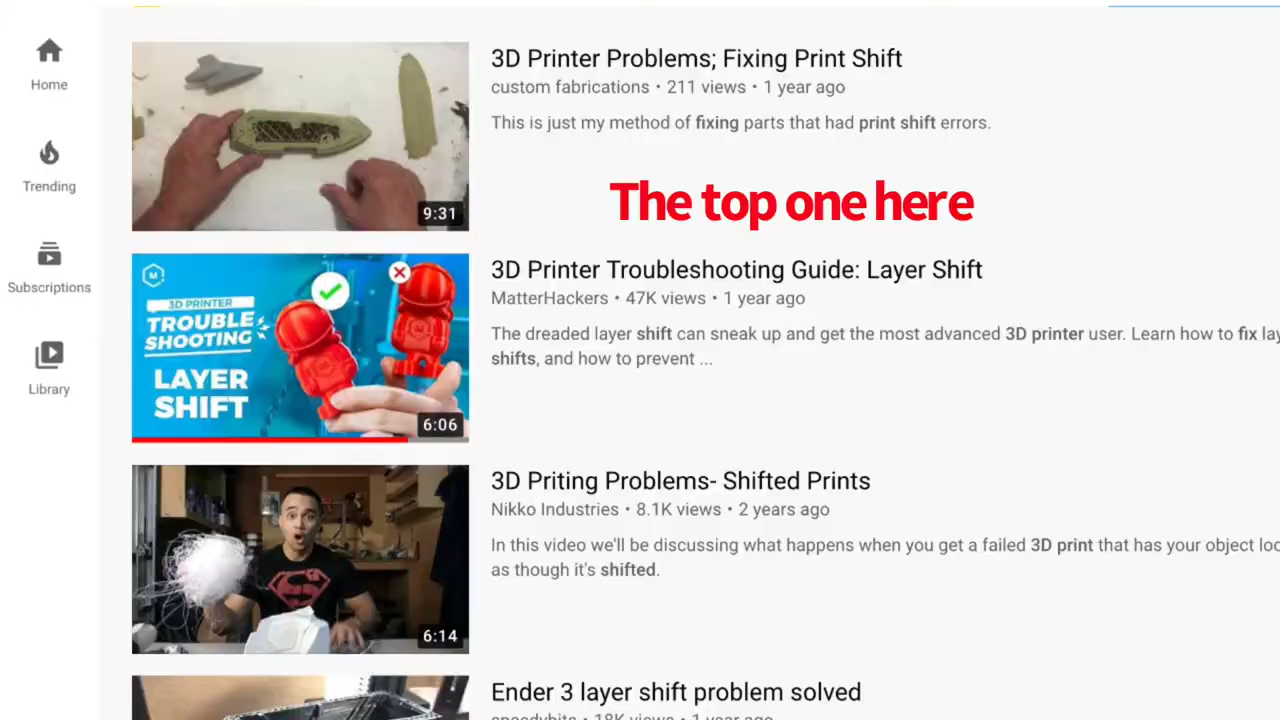 Home
Trending
Subscriptions
Library
3D Printer Problems; Fixing Print Shift
custom fabrications • 211 views • 1 year ago
This is just my method of fixing parts that had print shift errors.
9:31
The top one here
3D PRINTER
TROUBLE
SHOOTING
LAYER
SHIFT
M
6:06
3D Printer Troubleshooting Guide: Layer Shift
MatterHackers • 47K views • 1 year ago
The dreaded layer shift can sneak up and get the most advanced 3D printer user. Learn how to fix lay
shifts, and how to prevent ...
6:14
3D Priting Problems- Shifted Prints
Nikko Industries • 8.1K views • 2 years ago
In this video we'll be discussing what happens when you get a failed 3D print that has your object loo
as though it's shifted.
Ender 3 layer shift problem solved
speedybits • 18K views • 1 year ago